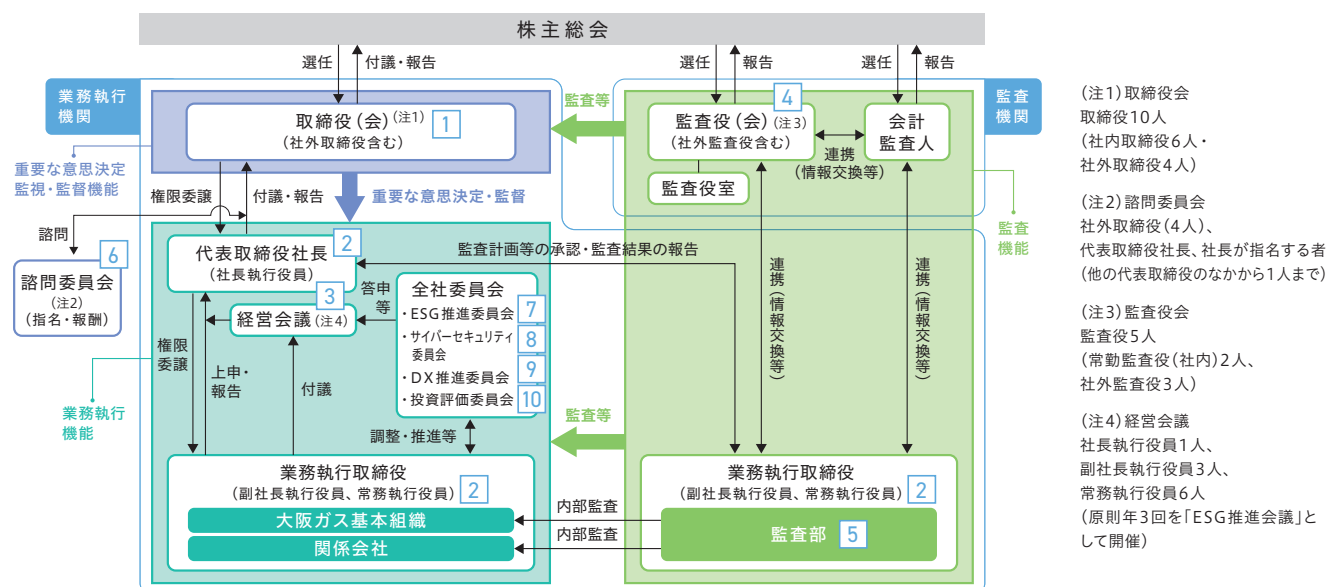 株主総会
選任
付議・報告
選任
報告
選任
報告
業務執行
機関
監査
機関
取締役(会)(注1)
(社外取締役含む)
1
監査等
4
監査役(会)(注3)
(社外監査役含む)
会計
監査人
連携
(情報交換等)
監査役室
重要な意思決定
監視・監督機能
権限委譲
付議・報告
重要な意思決定・監督
監査
機能
諮問
6
諮問委員会
(注2)
(指名・報酬)
代表取締役社長
(社長執行役員)
2
監査計画等の承認・監査結果の報告
3
経営会議(注4)
答申
等
全社委員会
・ESG推進委員会
7
・サイバーセキュリティ
委員会
8
・DX推進委員会
9
・投資評価委員会
10
連携(情報交換等)
連携(情報交換等)
権限
委譲
上申・
報告
付議
業務執行
機能
調整・推進等
監査等
業務執行取締役
(副社長執行役員、常務執行役員)
2
大阪ガス基本組織
関係会社
内部監査
内部監査
業務執行取締役
(副社長執行役員、常務執行役員)
2
監査部
5
(注1)取締役会
取締役10人
(社内取締役6人・
社外取締役4人)
(注2)諮問委員会
社外取締役(4人)、
代表取締役社長、社長が指名する者
(他の代表取締役のなかから1人まで)
(注3)監査役会
監査役5人
(常勤監査役(社内)2人、
社外監査役3人)
(注4)経営会議
社長執行役員1人、
副社長執行役員3人、
常務執行役員6人
(原則年3回を「ESG推進会議」と
して開催)